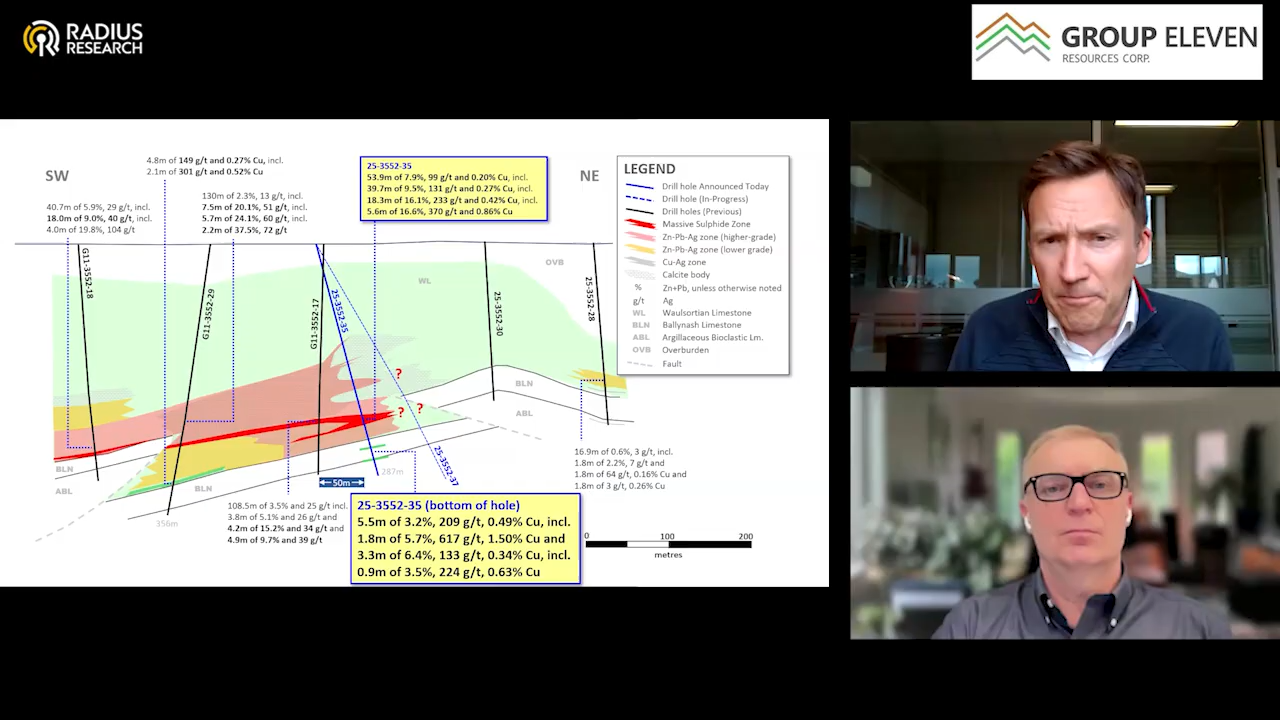 RADIUS
RESEARCH
GROUP ELEVEN
RESOURCES CORP.
SW
NE
4.8m of 149 g/t and 0.27% Cu, incl.
2.1m of 301 g/t and 0.52% Cu
40.7m of 5.9%, 29 g/t, incl.
18.0m of 9.0%, 40 g/t, incl.
4.0m of 19.8%, 104 g/t
130m of 2.3%, 13 g/t, incl.
7.5m of 20.1%, 51 g/t, incl.
5.7m of 24.1%, 60 g/t, incl.
2.2m of 37.5%, 72 g/t
25-3552-35
53.9m of 7.9%, 99 g/t and 0.20% Cu, incl.
39.7m of 9.5%, 131 g/t and 0.27% Cu, incl.
18.3m of 16.1%, 233 g/t and 0.42% Cu, incl.
5.6m of 16.6%, 370 g/t and 0.86% Cu
LEGEND
Drill hole Announced Today
Drill hole (In-Progress)
Drill holes (Previous)
Massive Sulphide Zone
Zn-Pb-Ag zone (higher-grade)
Zn-Pb-Ag zone (lower grade)
Cu-Ag zone
Calcite body
% Zn+Pb, unless otherwise noted
g/t Ag
WL Waulsortian Limestone
BLN Ballynash Limestone
ABL Argillaceous Bioclastic Lm.
OVB Overburden
Fault
G11-3552-18
G11-3552-29
G11-3552-17
25-3552-35
25-3552-30
25-3552-28
25-3552-37
OVB
WL
?
?
?
BLN
ABL
BLN
ABL
BLN
50m
287m
356m
16.9m of 0.6%, 3 g/t, incl.
1.8m of 2.2%, 7 g/t and
1.8m of 64 g/t, 0.16% Cu and
1.8m of 3 g/t, 0.26% Cu
108.5m of 3.5% and 25 g/t incl.
3.8m of 5.1% and 26 g/t and
4.2m of 15.2% and 34 g/t and
4.9m of 9.7% and 39 g/t
25-3552-35 (bottom of hole)
5.5m of 3.2%, 209 g/t, 0.49% Cu, incl.
1.8m of 5.7%, 617 g/t, 1.50% Cu and
3.3m of 6.4%, 133 g/t, 0.34% Cu, incl.
0.9m of 3.5%, 224 g/t, 0.63% Cu
0 100 200
metres